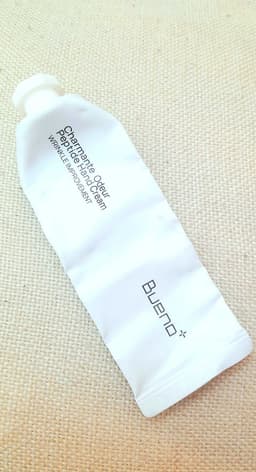 Charmante Odeur
Peptide Hand Cream
WRINKLE IMPROVEMENT
Bueno